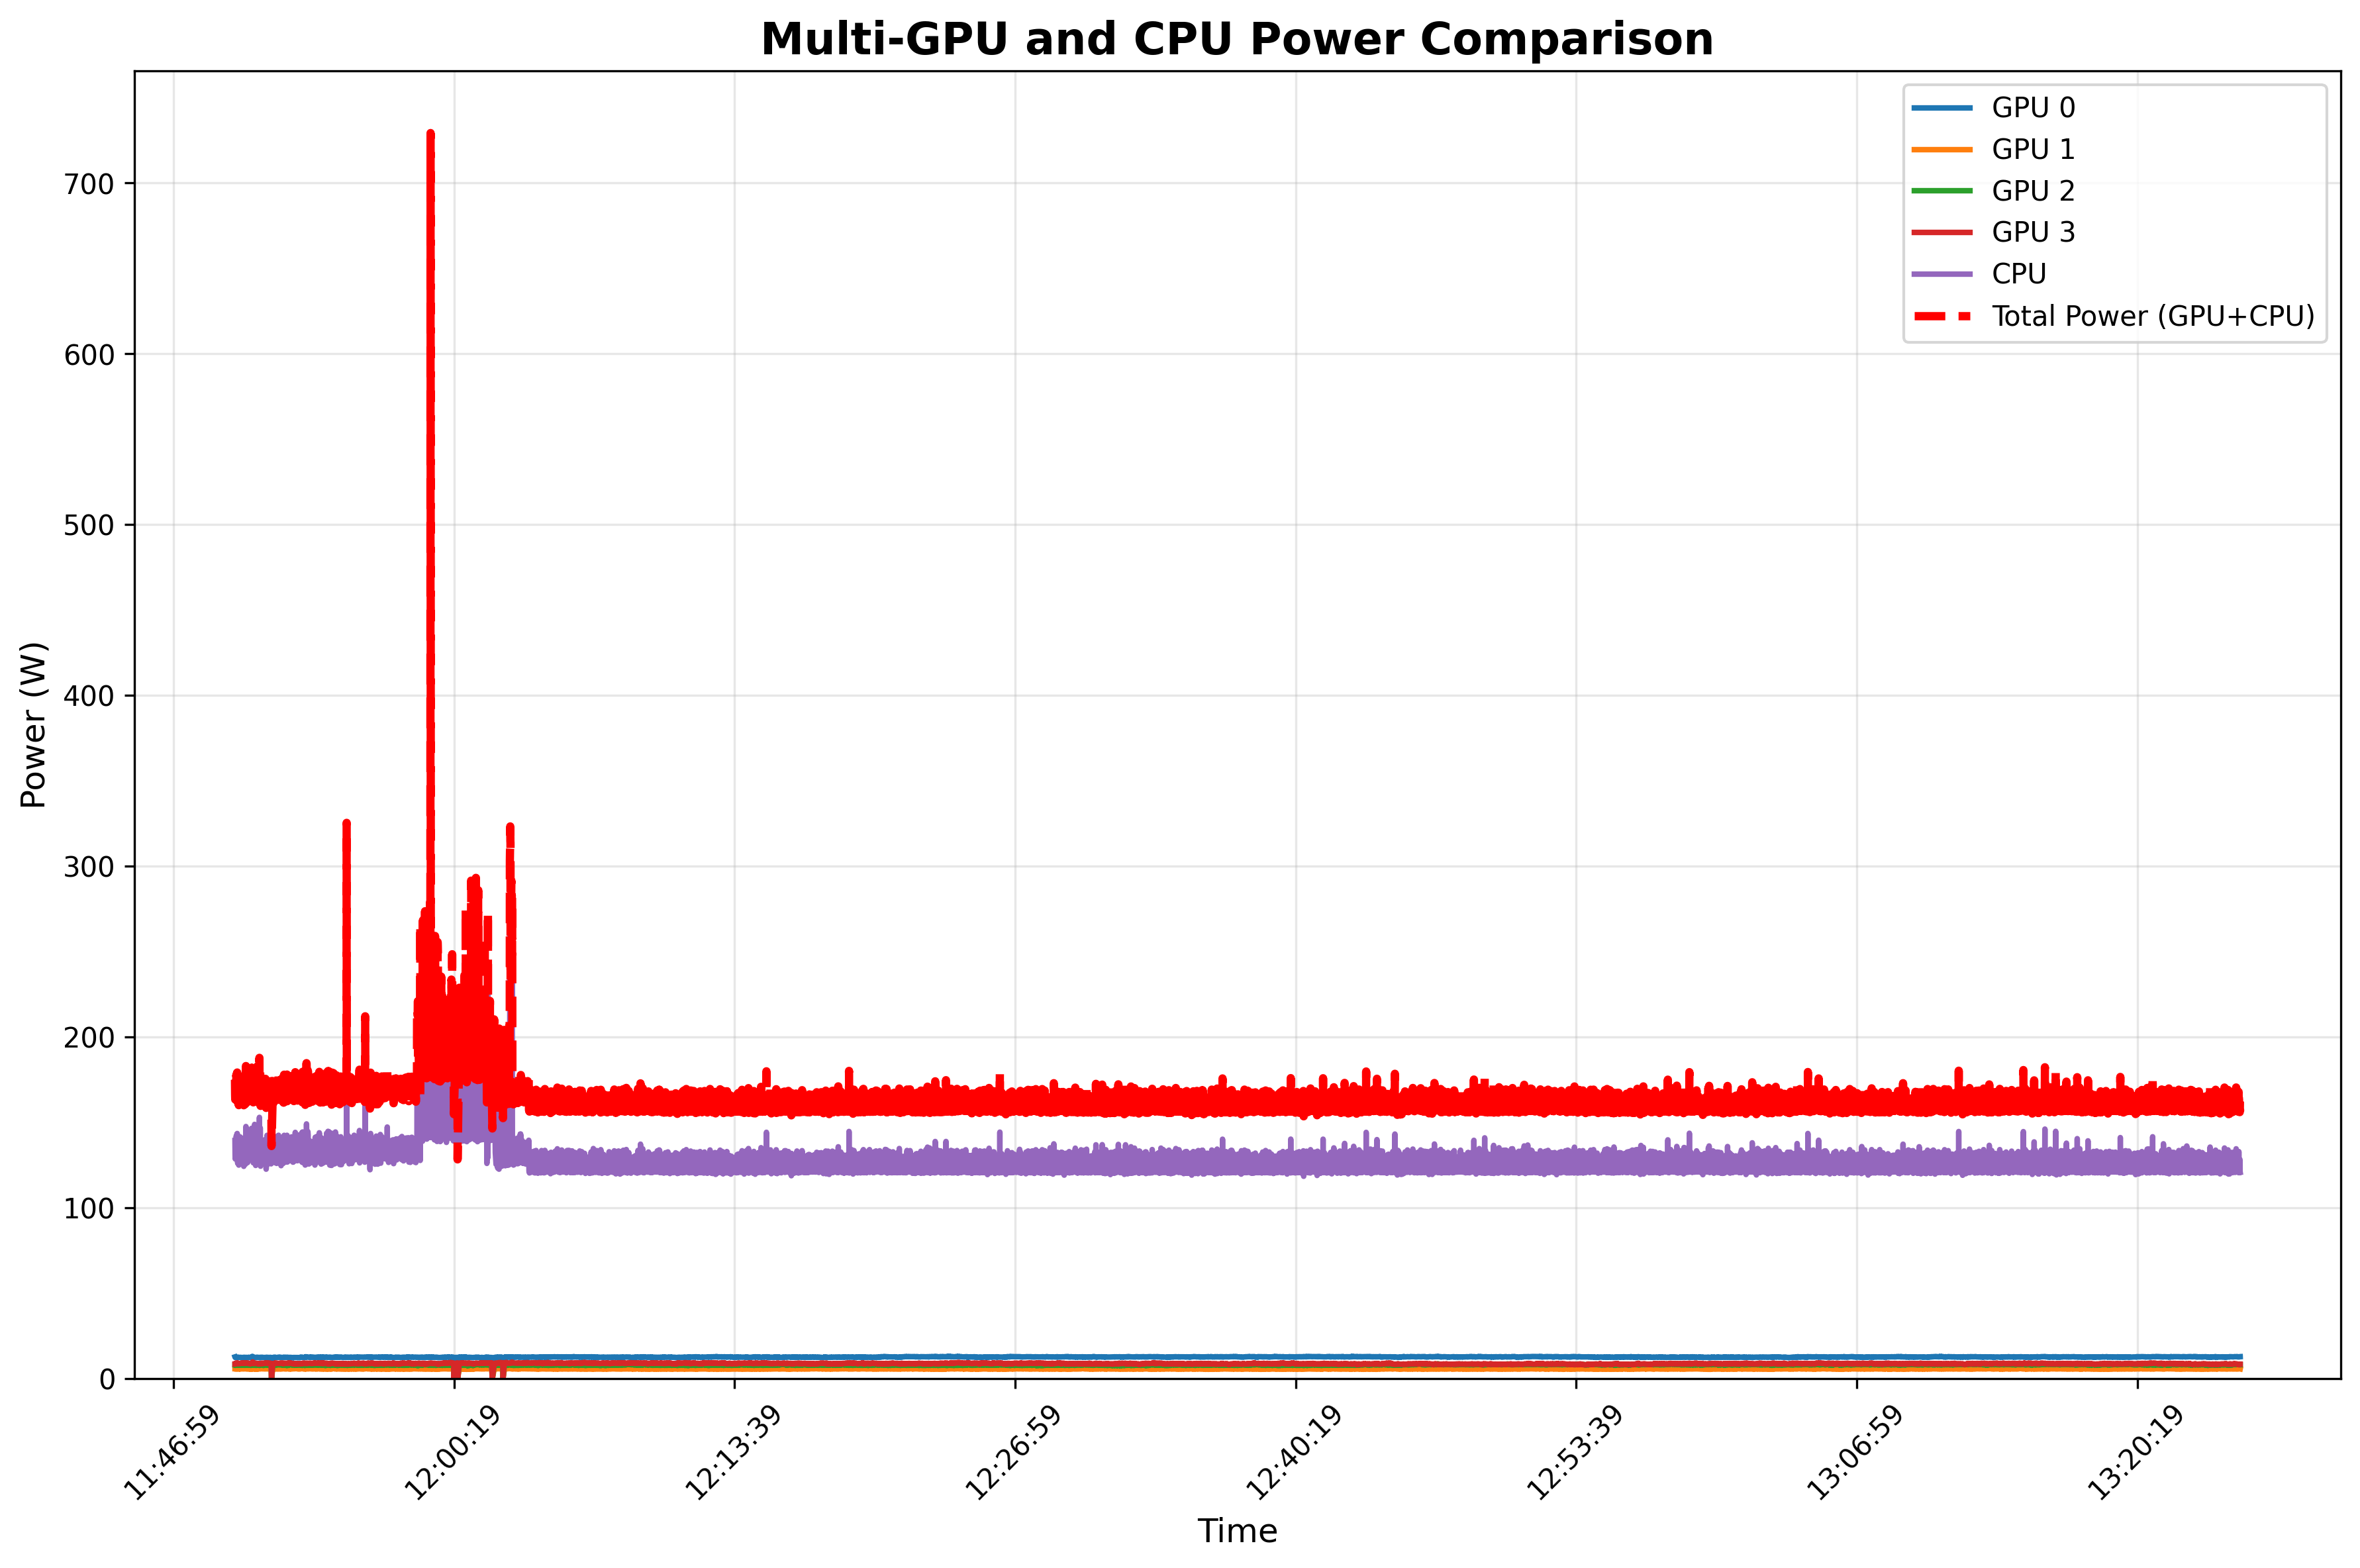 Multi-GPU and CPU Power Comparison
GPU 0
GPU 1
GPU 2
GPU 3
CPU
Total Power (GPU+CPU)
Power (W)
700
600
500
400
300
200
100
0
11:46:59
12:00:19
12:13:39
12:26:59
12:40:19
12:53:39
13:06:59
13:20:19
Time